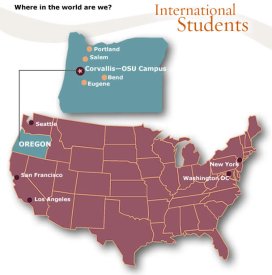 Where in the world are we?
International
Students
Portland
Salem
Corvallis—OSU Campus
Bend
Eugene
Seattle
OREGON
New York
San Francisco
Washington DC
Los Angeles